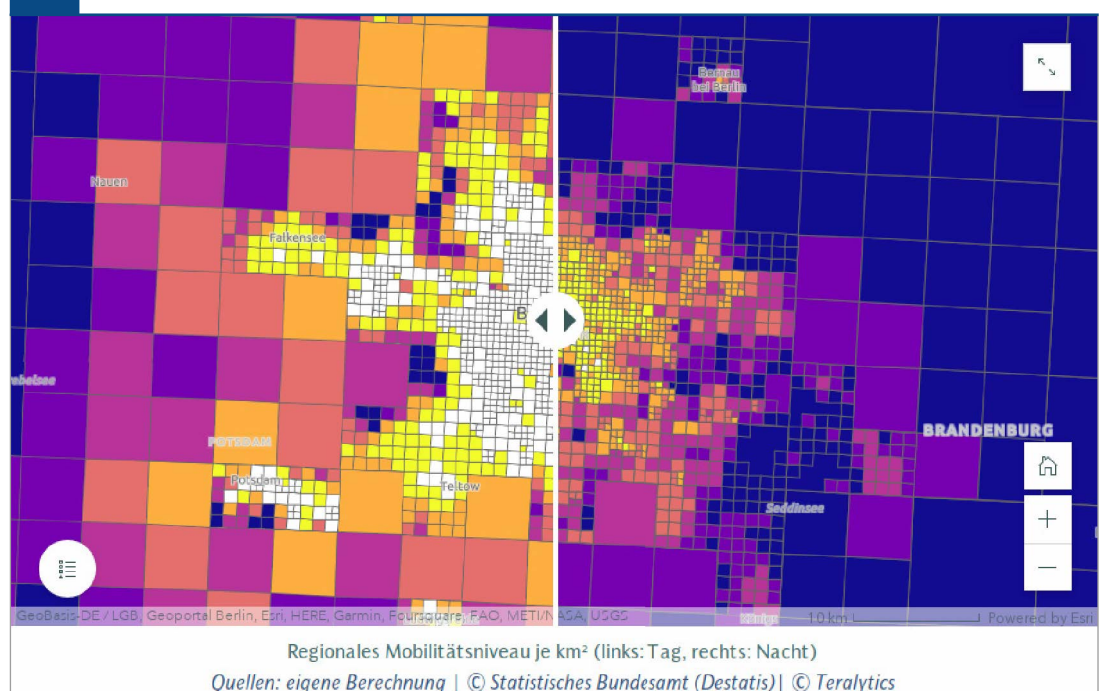 Bernau
bei Berlin
Nauen
Falkensee
B
BRANDENBURG
POTSDAM
Potsdam
Teltow
Seddinsee
Königs
GeoBasis-DE / LGB, Geoportal Berlin, Esri, HERE, Garmin, Foursquare, FAO, METI/NASA, USGS
10 km
Powered by Esri
Regionales Mobilitätsniveau je km² (links: Tag, rechts: Nacht)
Quellen: eigene Berechnung | © Statistisches Bundesamt (Destatis)| © Teralytics